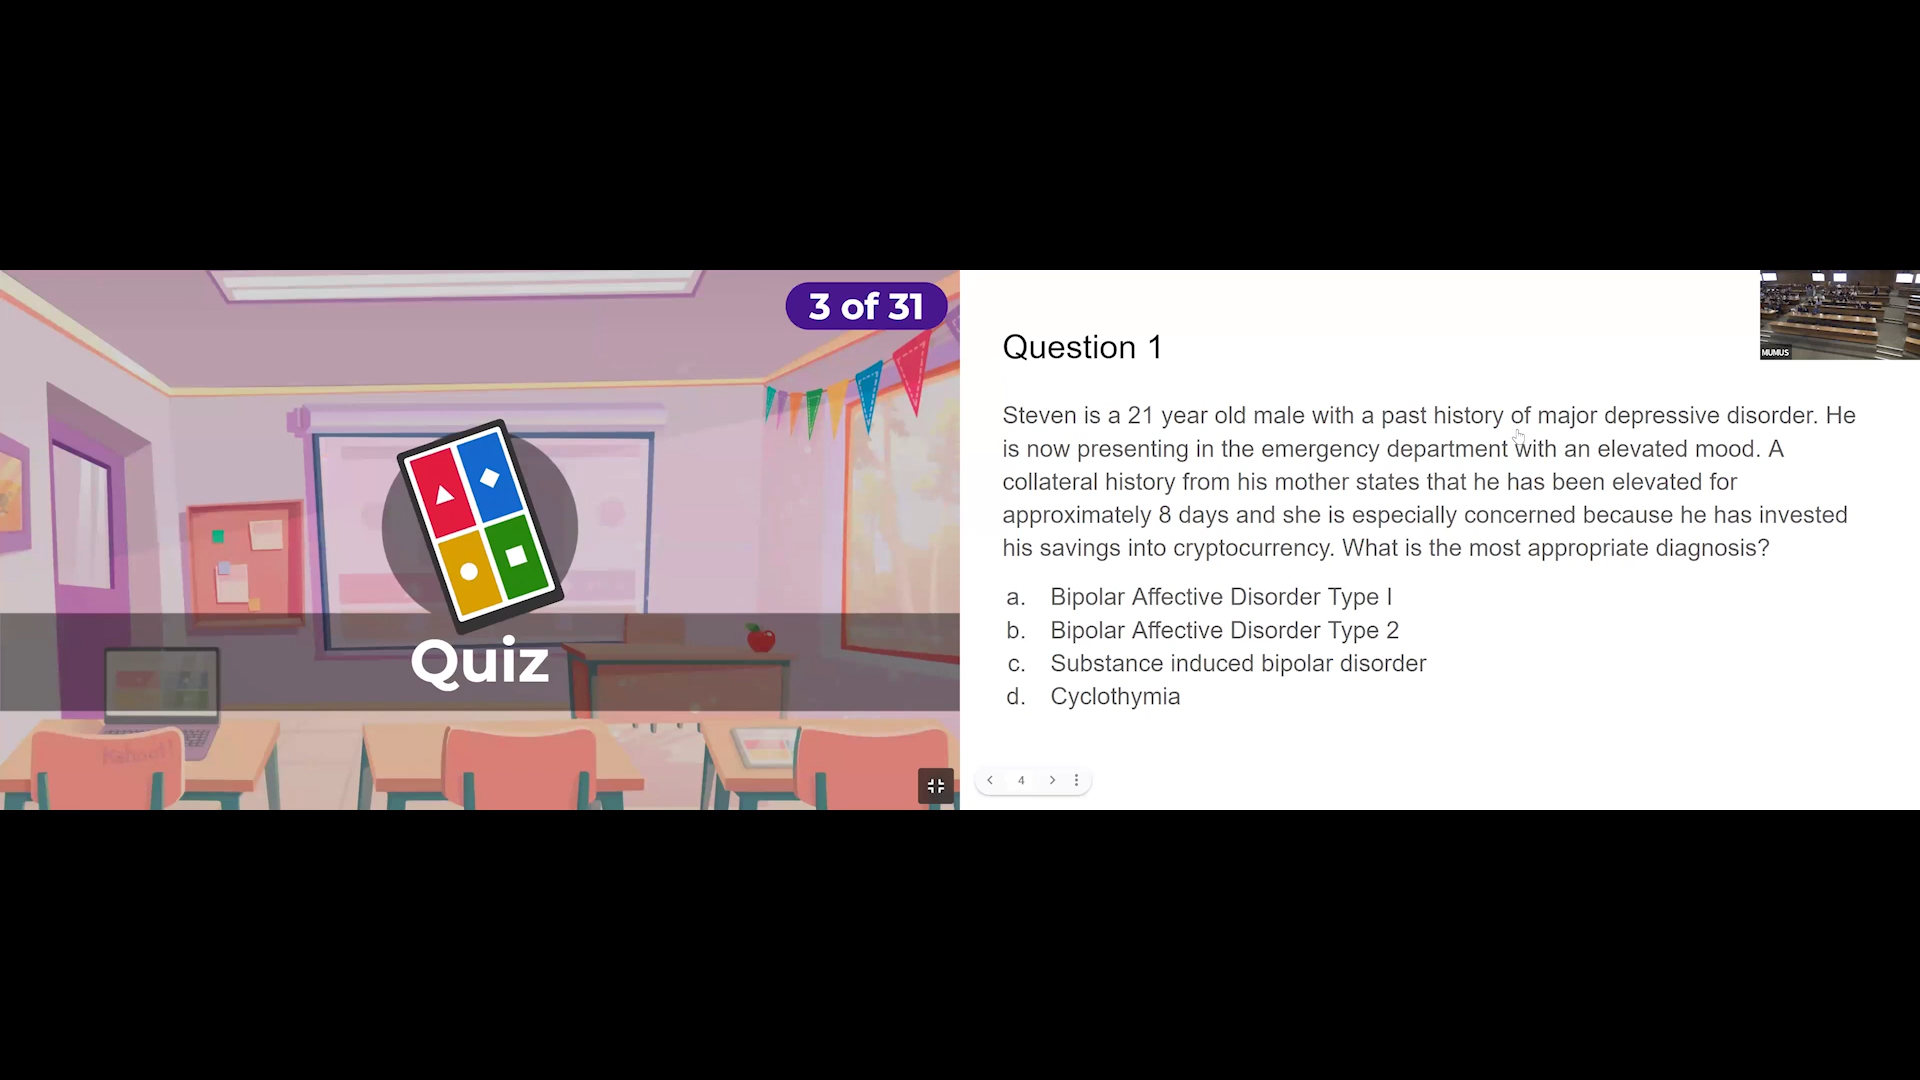 3 of 31
Quiz
Kahoot!
MUMUS
Question 1
Steven is a 21 year old male with a past history of major depressive disorder. He
is now presenting in the emergency department with an elevated mood. A
collateral history from his mother states that he has been elevated for
approximately 8 days and she is especially concerned because he has invested
his savings into cryptocurrency. What is the most appropriate diagnosis?
a. Bipolar Affective Disorder Type I
b. Bipolar Affective Disorder Type 2
c. Substance induced bipolar disorder
d. Cyclothymia
4